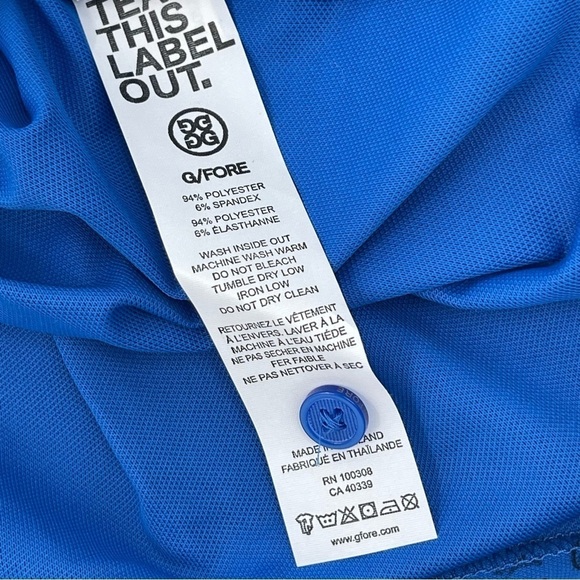 THIS
LABEL
OUT.
G/FORE
94% POLYESTER
6% SPANDEX
94% POLYESTER
6% ÉLASTHANNE
WASH INSIDE OUT
MACHINE WASH WARM
DO NOT BLEACH
TUMBLE DRY LOW
IRON LOW
DO NOT DRY CLEAN
RETOURNEZ LE VÊTEMENT
À L'ENVERS. LAVER À LA
MACHINE À L'EAU TIÈDE
NE PAS SECHER EN MACHINE
FER FAIBLE
NE PAS NETTOYER À SEC
MADE
FABRIQUÉ EN THAÏLANDE
RN 100308
CA 40339
www.gfore.com